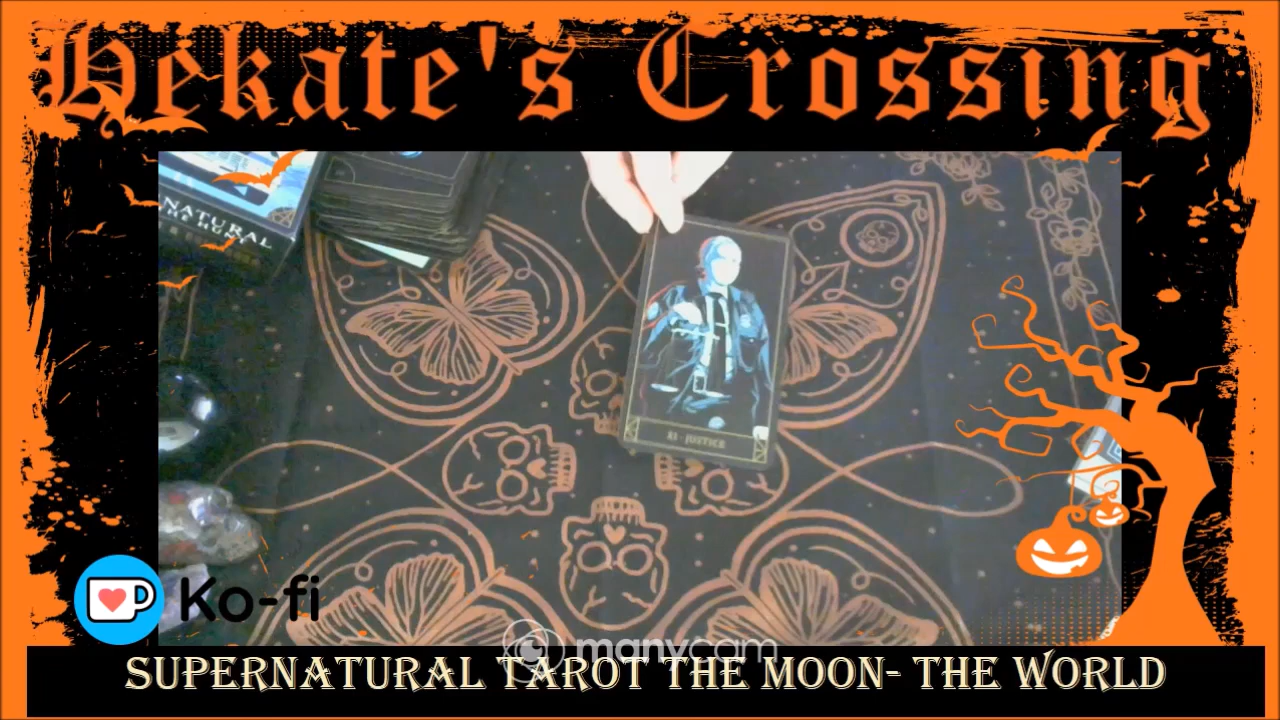 Hekate's Crossing
NATURAL
XI · JUSTICE
Ko-fi
manycam
SUPERNATURAL TAROT THE MOON- THE WORLD